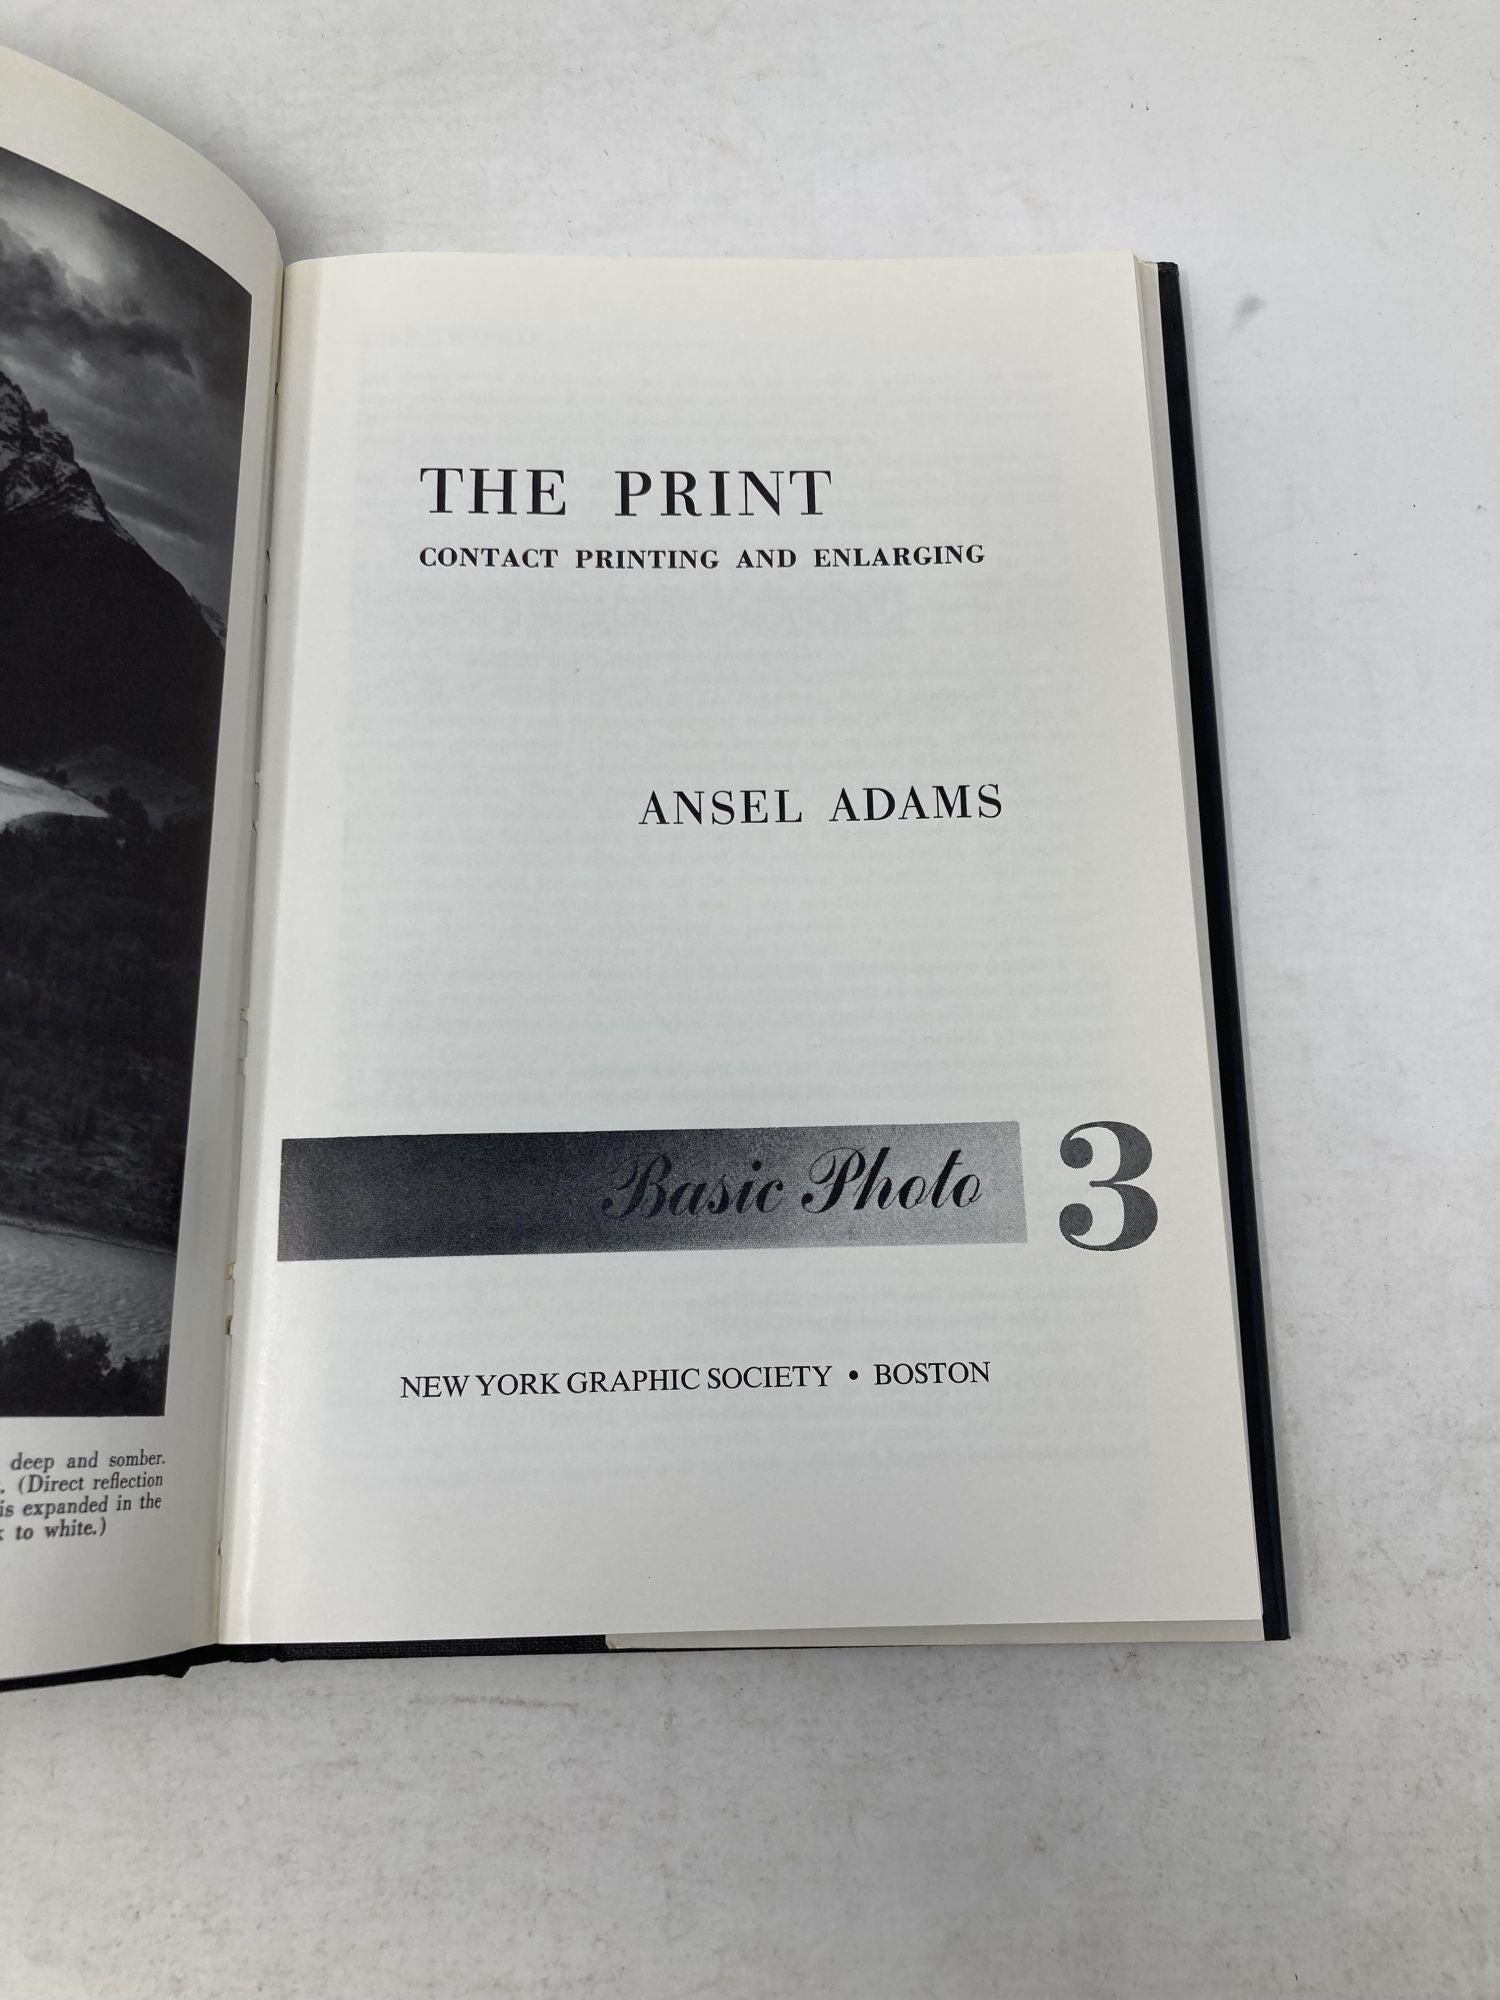 deep and somber.
(Direct reflection
is expanded in the
to white.)
THE PRINT
CONTACT PRINTING AND ENLARGING
ANSEL ADAMS
Basic Photo 3
NEW YORK GRAPHIC SOCIETY • BOSTON